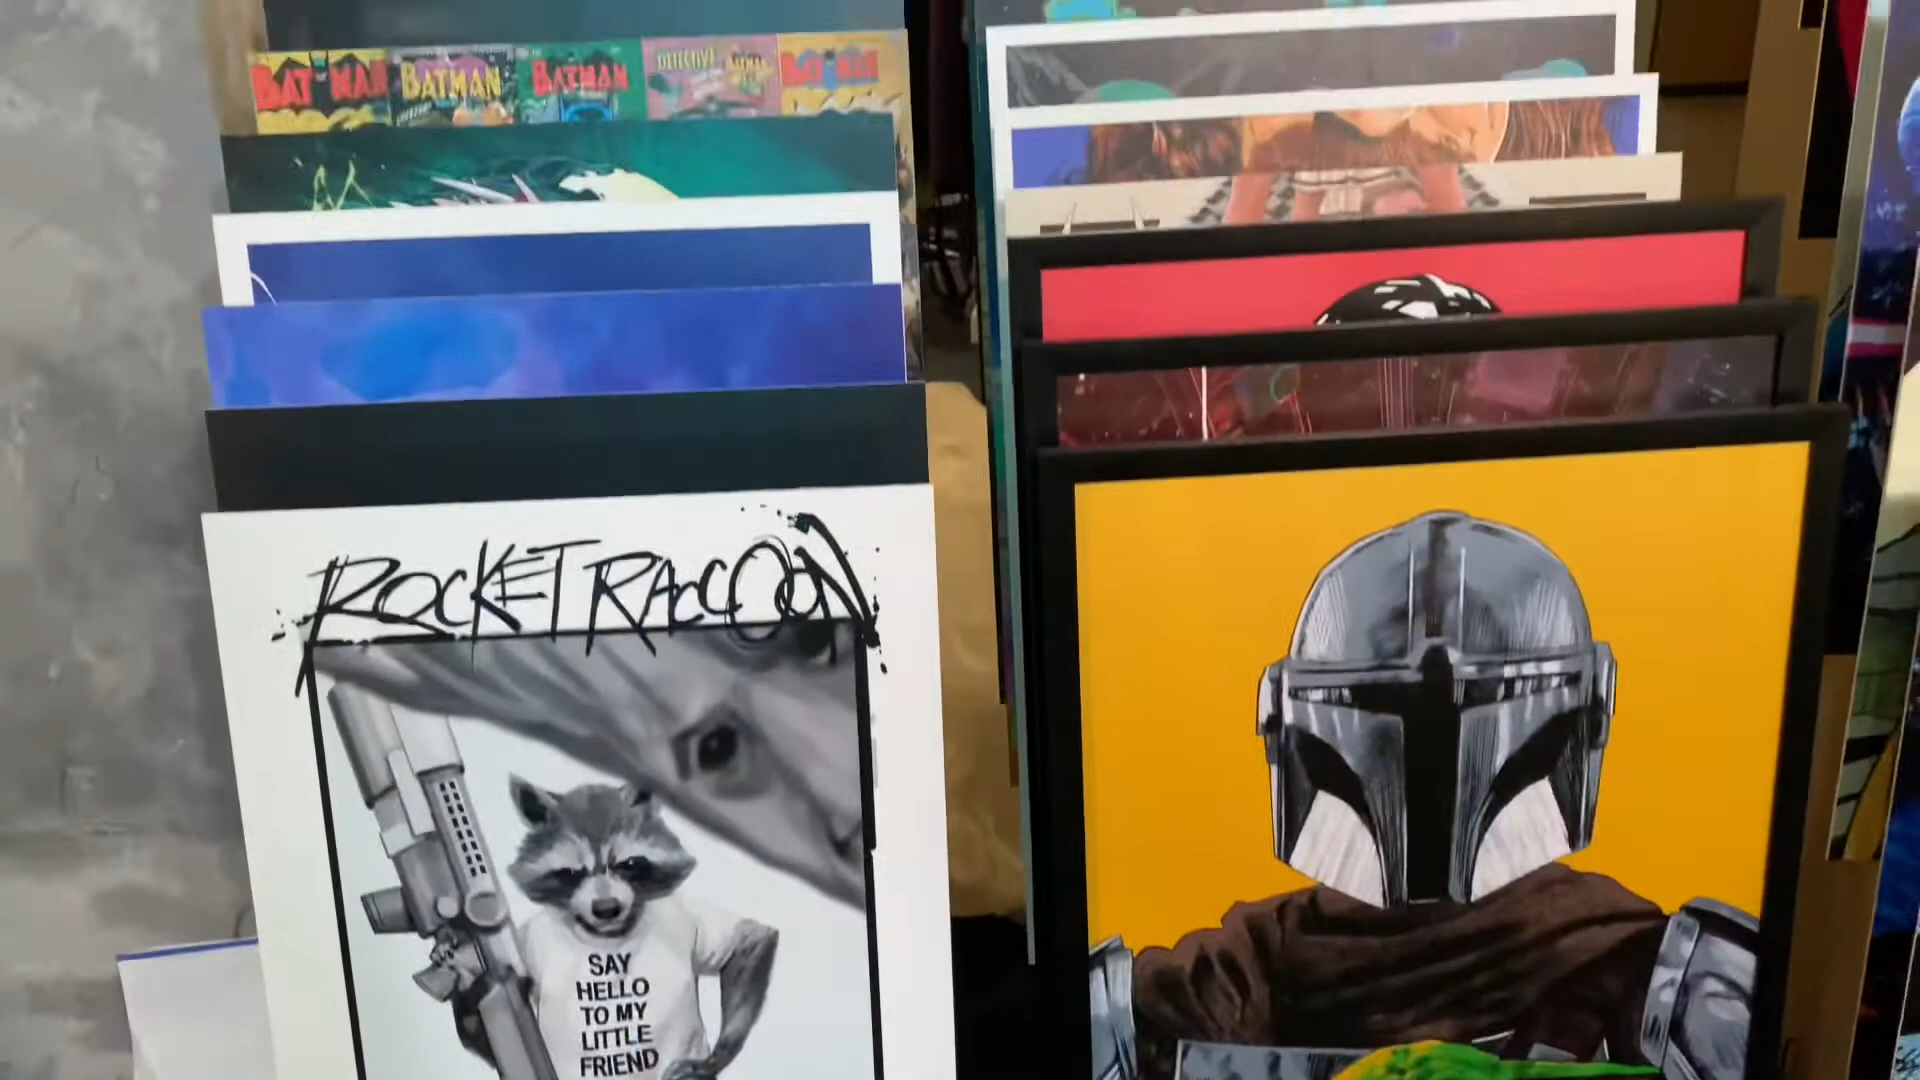 BATMAN
BATMAN
BATMAN
DETECTIVE
BATMAN
BATMAN
ROCKET RACCOON
SAY
HELLO
TO MY
LITTLE
FRIEND